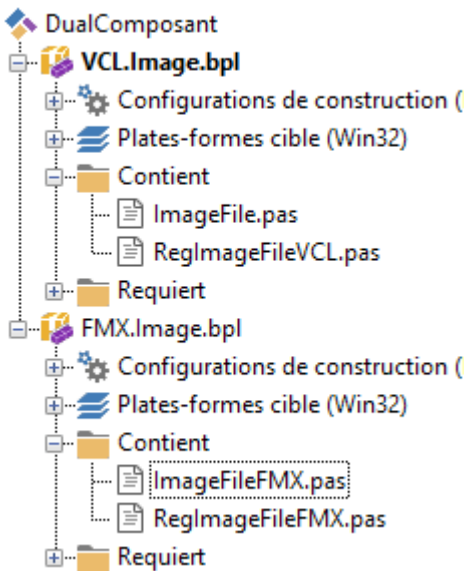 DualComposant
VCL.Image.bpl
Configurations de construction (
Plates-formes cible (Win32)
Contient
ImageFile.pas
RegImageFileVCL.pas
Requiert
FMX.Image.bpl
Configurations de construction (
Plates-formes cible (Win32)
Contient
ImageFileFMX.pas
RegImageFileFMX.pas
Requiert